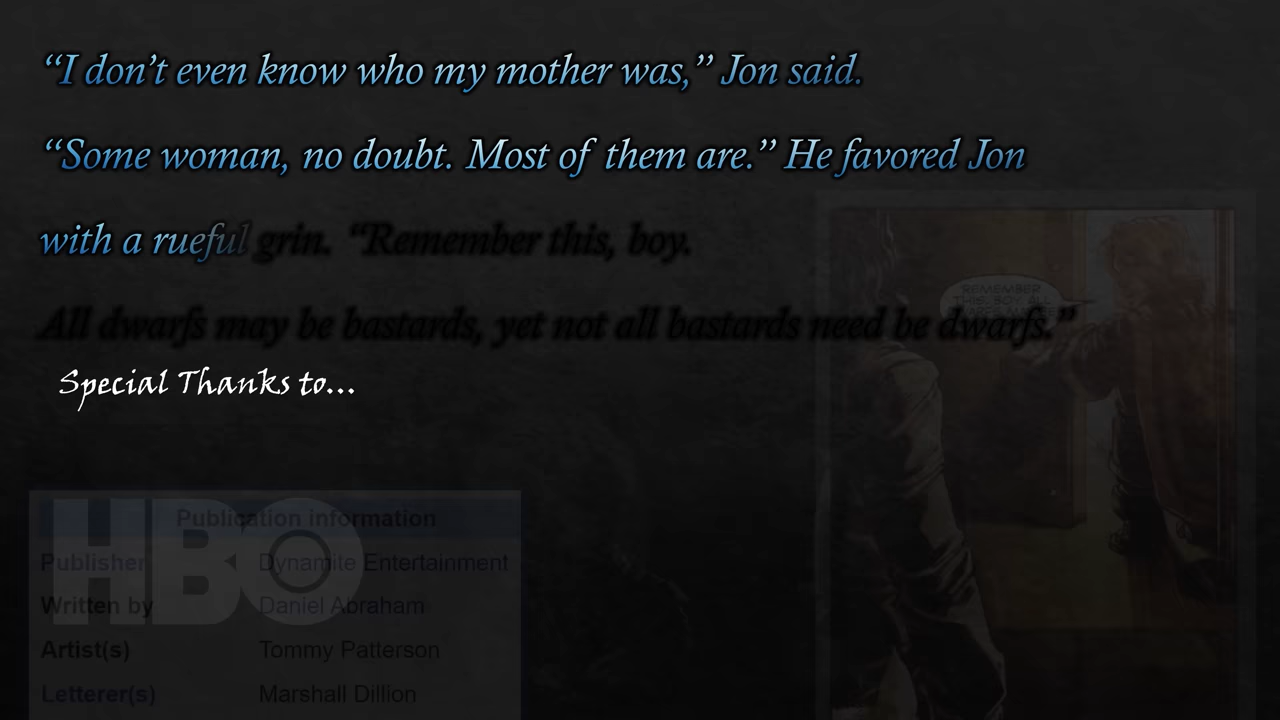 “I don’t even know who my mother was,” Jon said.
“Some woman, no doubt. Most of them are.” He favored Jon
with a rueful grin. “Remember this, boy.
All dwarfs may be bastards, yet not all bastards need be dwarfs.”
REMEMBER
THIS, BOY. ALL
Special Thanks to...
HBO
Publication information
Publisher Dynamite Entertainment
Written by Daniel Abraham
Artist(s) Tommy Patterson
Letterer(s) Marshall Dillion